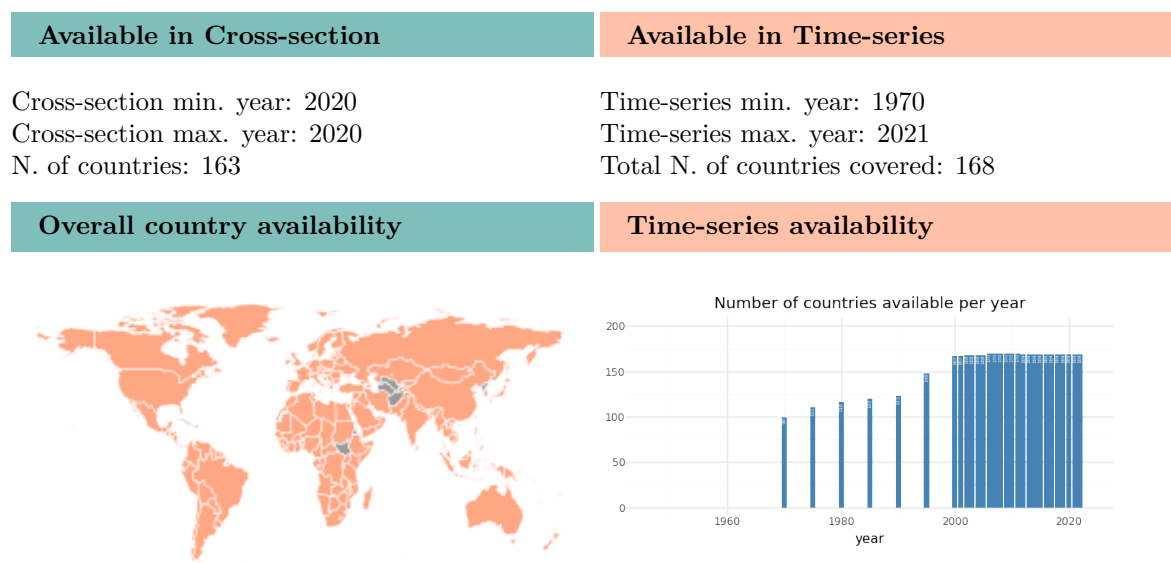 Available in Cross-section
Available in Time-series
Cross-section min. year: 2020
Cross-section max. year: 2020
N. of countries: 163
Time-series min. year: 1970
Time-series max. year: 2021
Total N. of countries covered: 168
Overall country availability
Time-series availability
Number of countries available per year
200
150
100
50
0
1960
1980
2000
2020
year